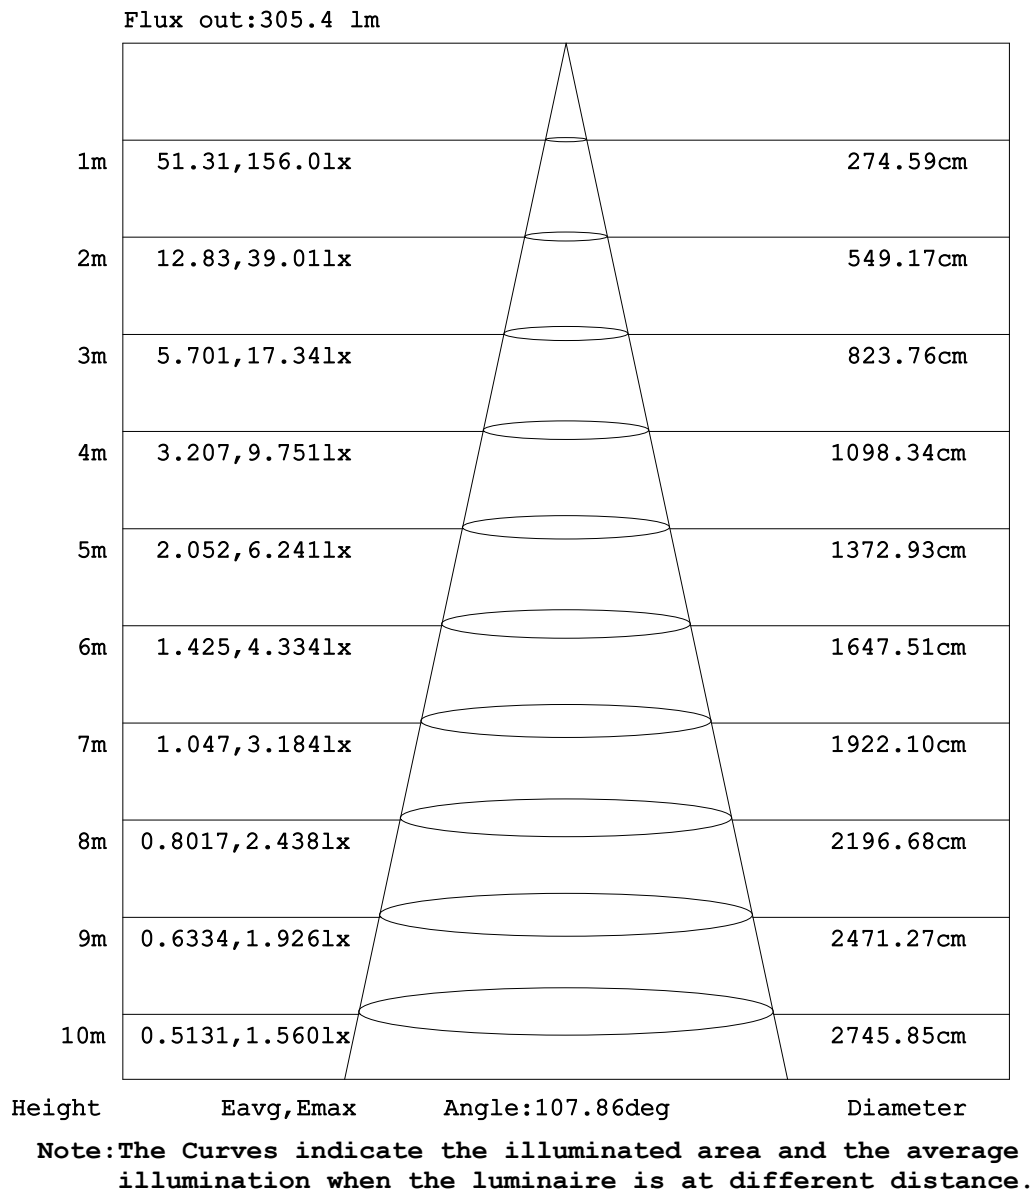 Flux out:305.4 lm
1m 51.31,156.0lx 274.59cm
2m 12.83,39.01lx 549.17cm
3m 5.701,17.34lx 823.76cm
4m 3.207,9.751lx 1098.34cm
5m 2.052,6.241lx 1372.93cm
6m 1.425,4.334lx 1647.51cm
7m 1.047,3.184lx 1922.10cm
8m 0.8017,2.438lx 2196.68cm
9m 0.6334,1.926lx 2471.27cm
10m 0.5131,1.560lx 2745.85cm
Height Eavg,Emax Angle:107.86deg Diameter
Note:The Curves indicate the illuminated area and the average
illumination when the luminaire is at different distance.